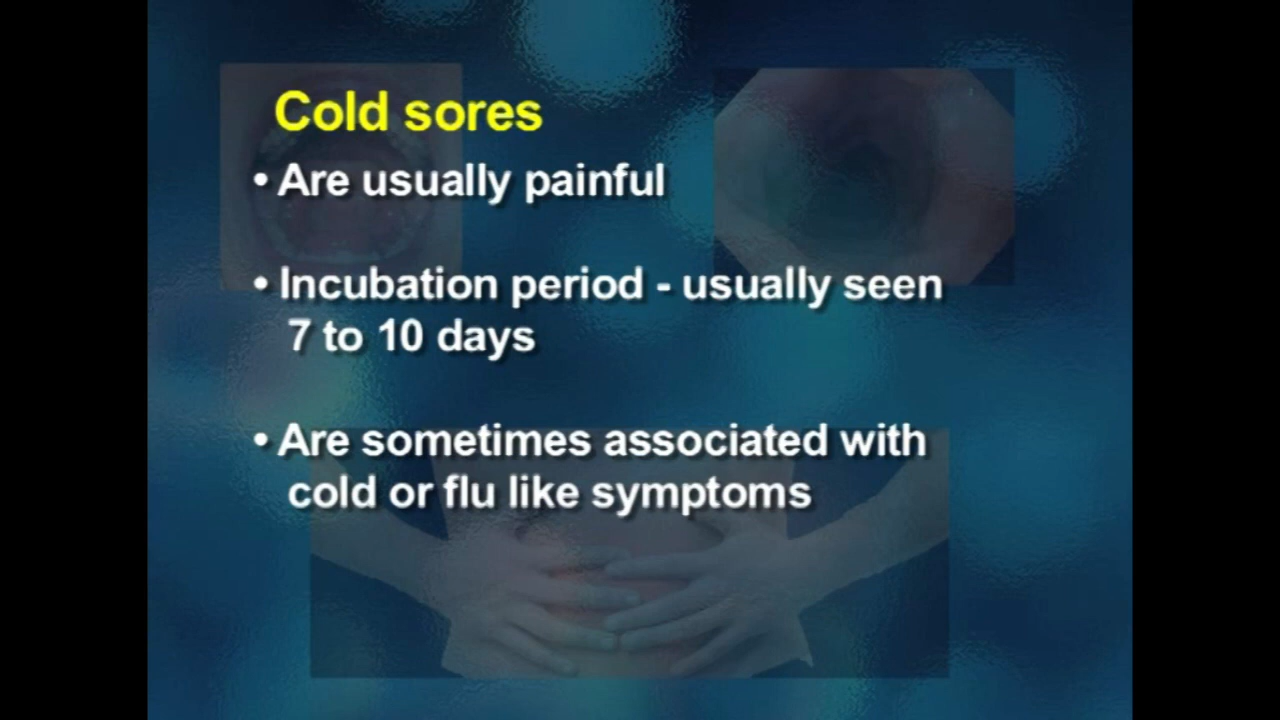 Cold sores
• Are usually painful
• Incubation period - usually seen
7 to 10 days
• Are sometimes associated with
cold or flu like symptoms